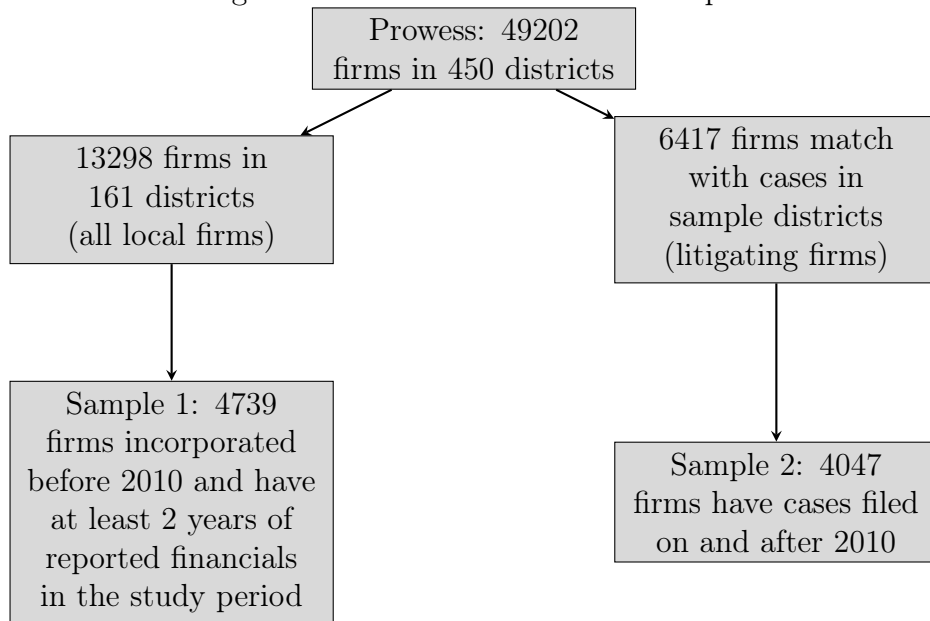 Prowess: 49202
firms in 450 districts
13298 firms in
161 districts
(all local firms)
6417 firms match
with cases in
sample districts
(litigating firms)
Sample 1: 4739
firms incorporated
before 2010 and have
at least 2 years of
reported financials
in the study period
Sample 2: 4047
firms have cases filed
on and after 2010